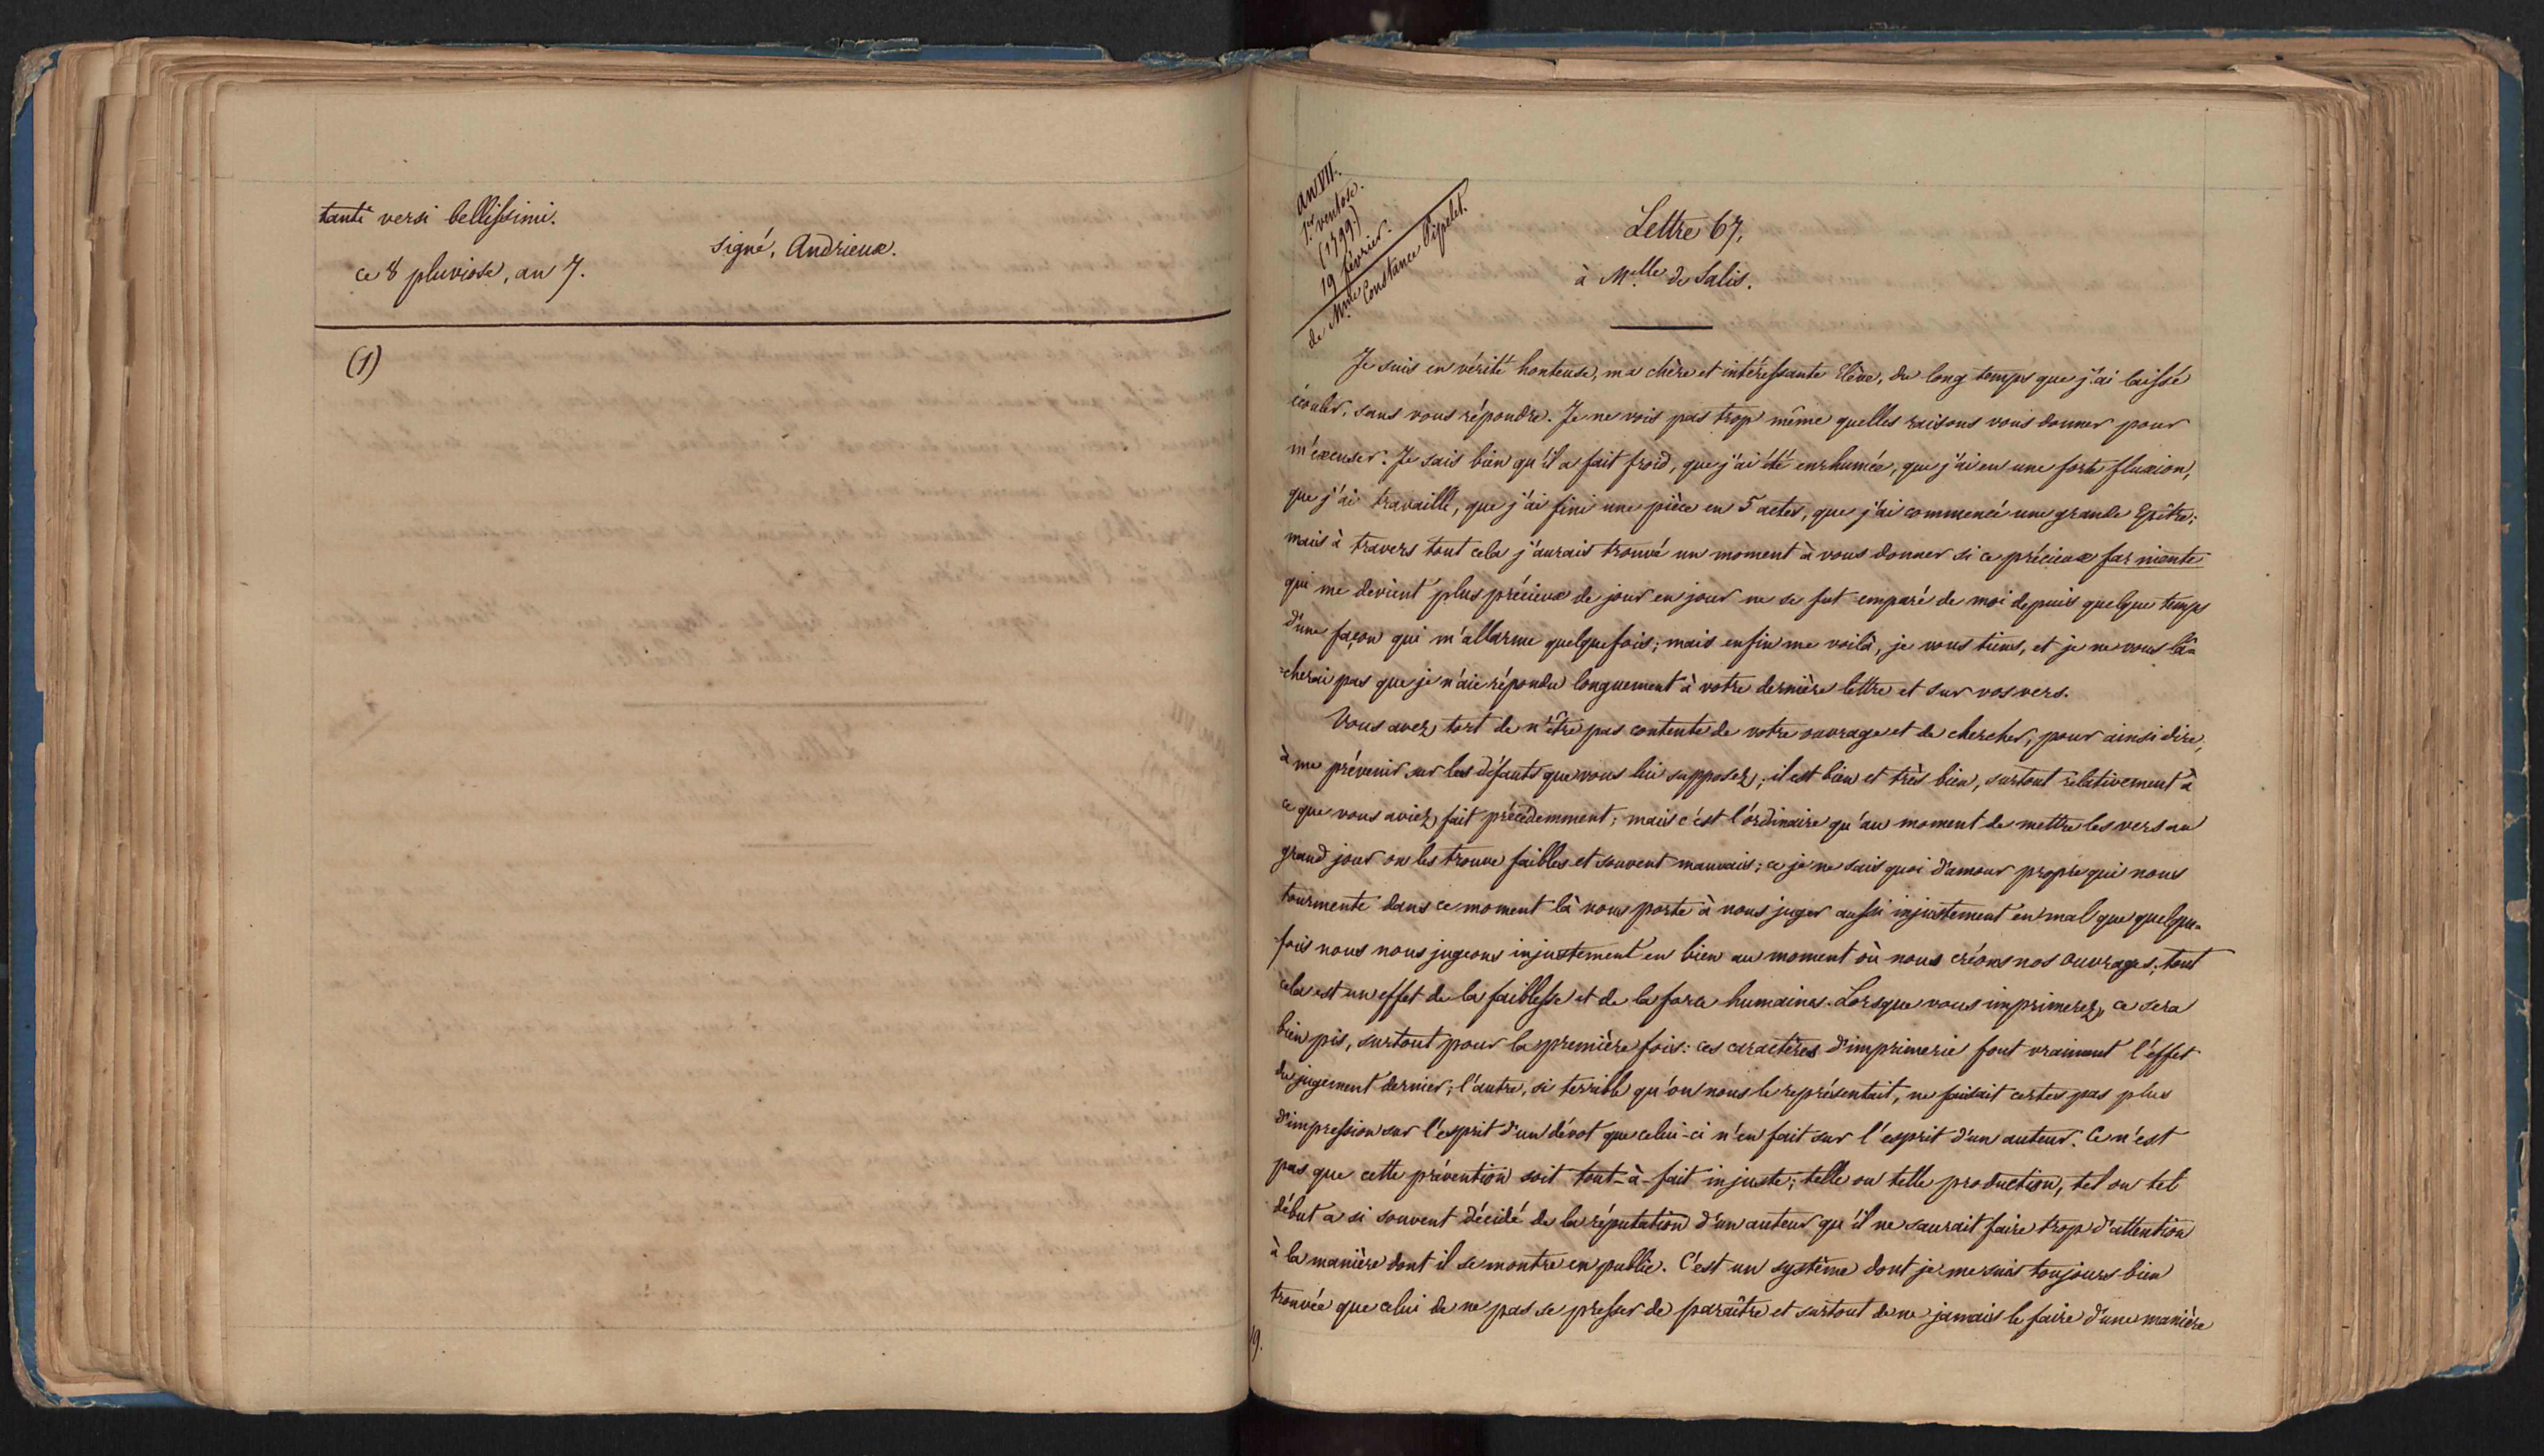 tanti versi bellissimi.
signé, Andrieux.
ce 8 pluviose, an 7.
(1)
an VII.
1er ventose.
(1799.)
19 février.
de Mme Constance Pipelet.
Lettre 67,
à Melle de Salis.
Je suis en vérité honteuse, ma chère et intéressante Elève, du long temps que j'ai laissé
écouler, sans vous répondre. Je ne vois pas trop même quelles raisons vous donner pour
m'excuser. Je sais bien qu'il a fait froid, que j'ai été enrhumée, que j'ai eu une forte fluxion,
que j'ai travaillé, que j'ai fini une pièce en 5 actes, que j'ai commencé une grande Epître;
mais à travers tout cela j'aurais trouvé un moment à vous donner si ce précieux far niente
qui me devient plus précieux de jour en jour ne se fut emparé de moi depuis quelque temps
d'une façon qui m'allarme quelquefois; mais enfin me voilà, je vous tiens, et je ne vous lâ=
=cherai pas que je n'aie répondu longuement à votre dernière lettre et sur vos vers.
Vous avez tort de n'être pas contente de votre ouvrage et de chercher, pour ainsi dire,
à me prévenir sur les défauts que vous lui supposez; il est bien et très bien, surtout relativement à
ce que vous aviez fait précédemment; mais c'est l'ordinaire qu'au moment de mettre les vers au
grand jour on les trouve faibles et souvent mauvais; ce je ne sais quoi d'amour propre qui nous
tourmente dans ce moment là nous porte à nous juger aussi injustement en mal que quelque=
fois nous nous jugeons injustement en bien au moment où nous créons nos ouvrages; tout
cela est un effet de la faiblesse et de la force humaines. Lorsque vous imprimerez, ce sera
bien pis, surtout pour la première fois: ces caractères d'imprimerie font vraiment l'effet
du jugement dernier; l'autre, si terrible qu'on nous le représentait, ne faisait certes pas plus
d'impression sur l'esprit d'un dévot que celui-ci n'en fait sur l'esprit d'un auteur. Ce n'est
pas que cette prévention soit tout-à-fait injuste; telle ou telle production, tel ou tel
début a si souvent décidé de la réputation d'un auteur qu'il ne saurait faire trop d'attention
à la manière dont il se montre en public. C'est un système dont je me suis toujours bien
trouvée que celui de ne pas se presser de paraître et surtout de ne jamais le faire d'une manière